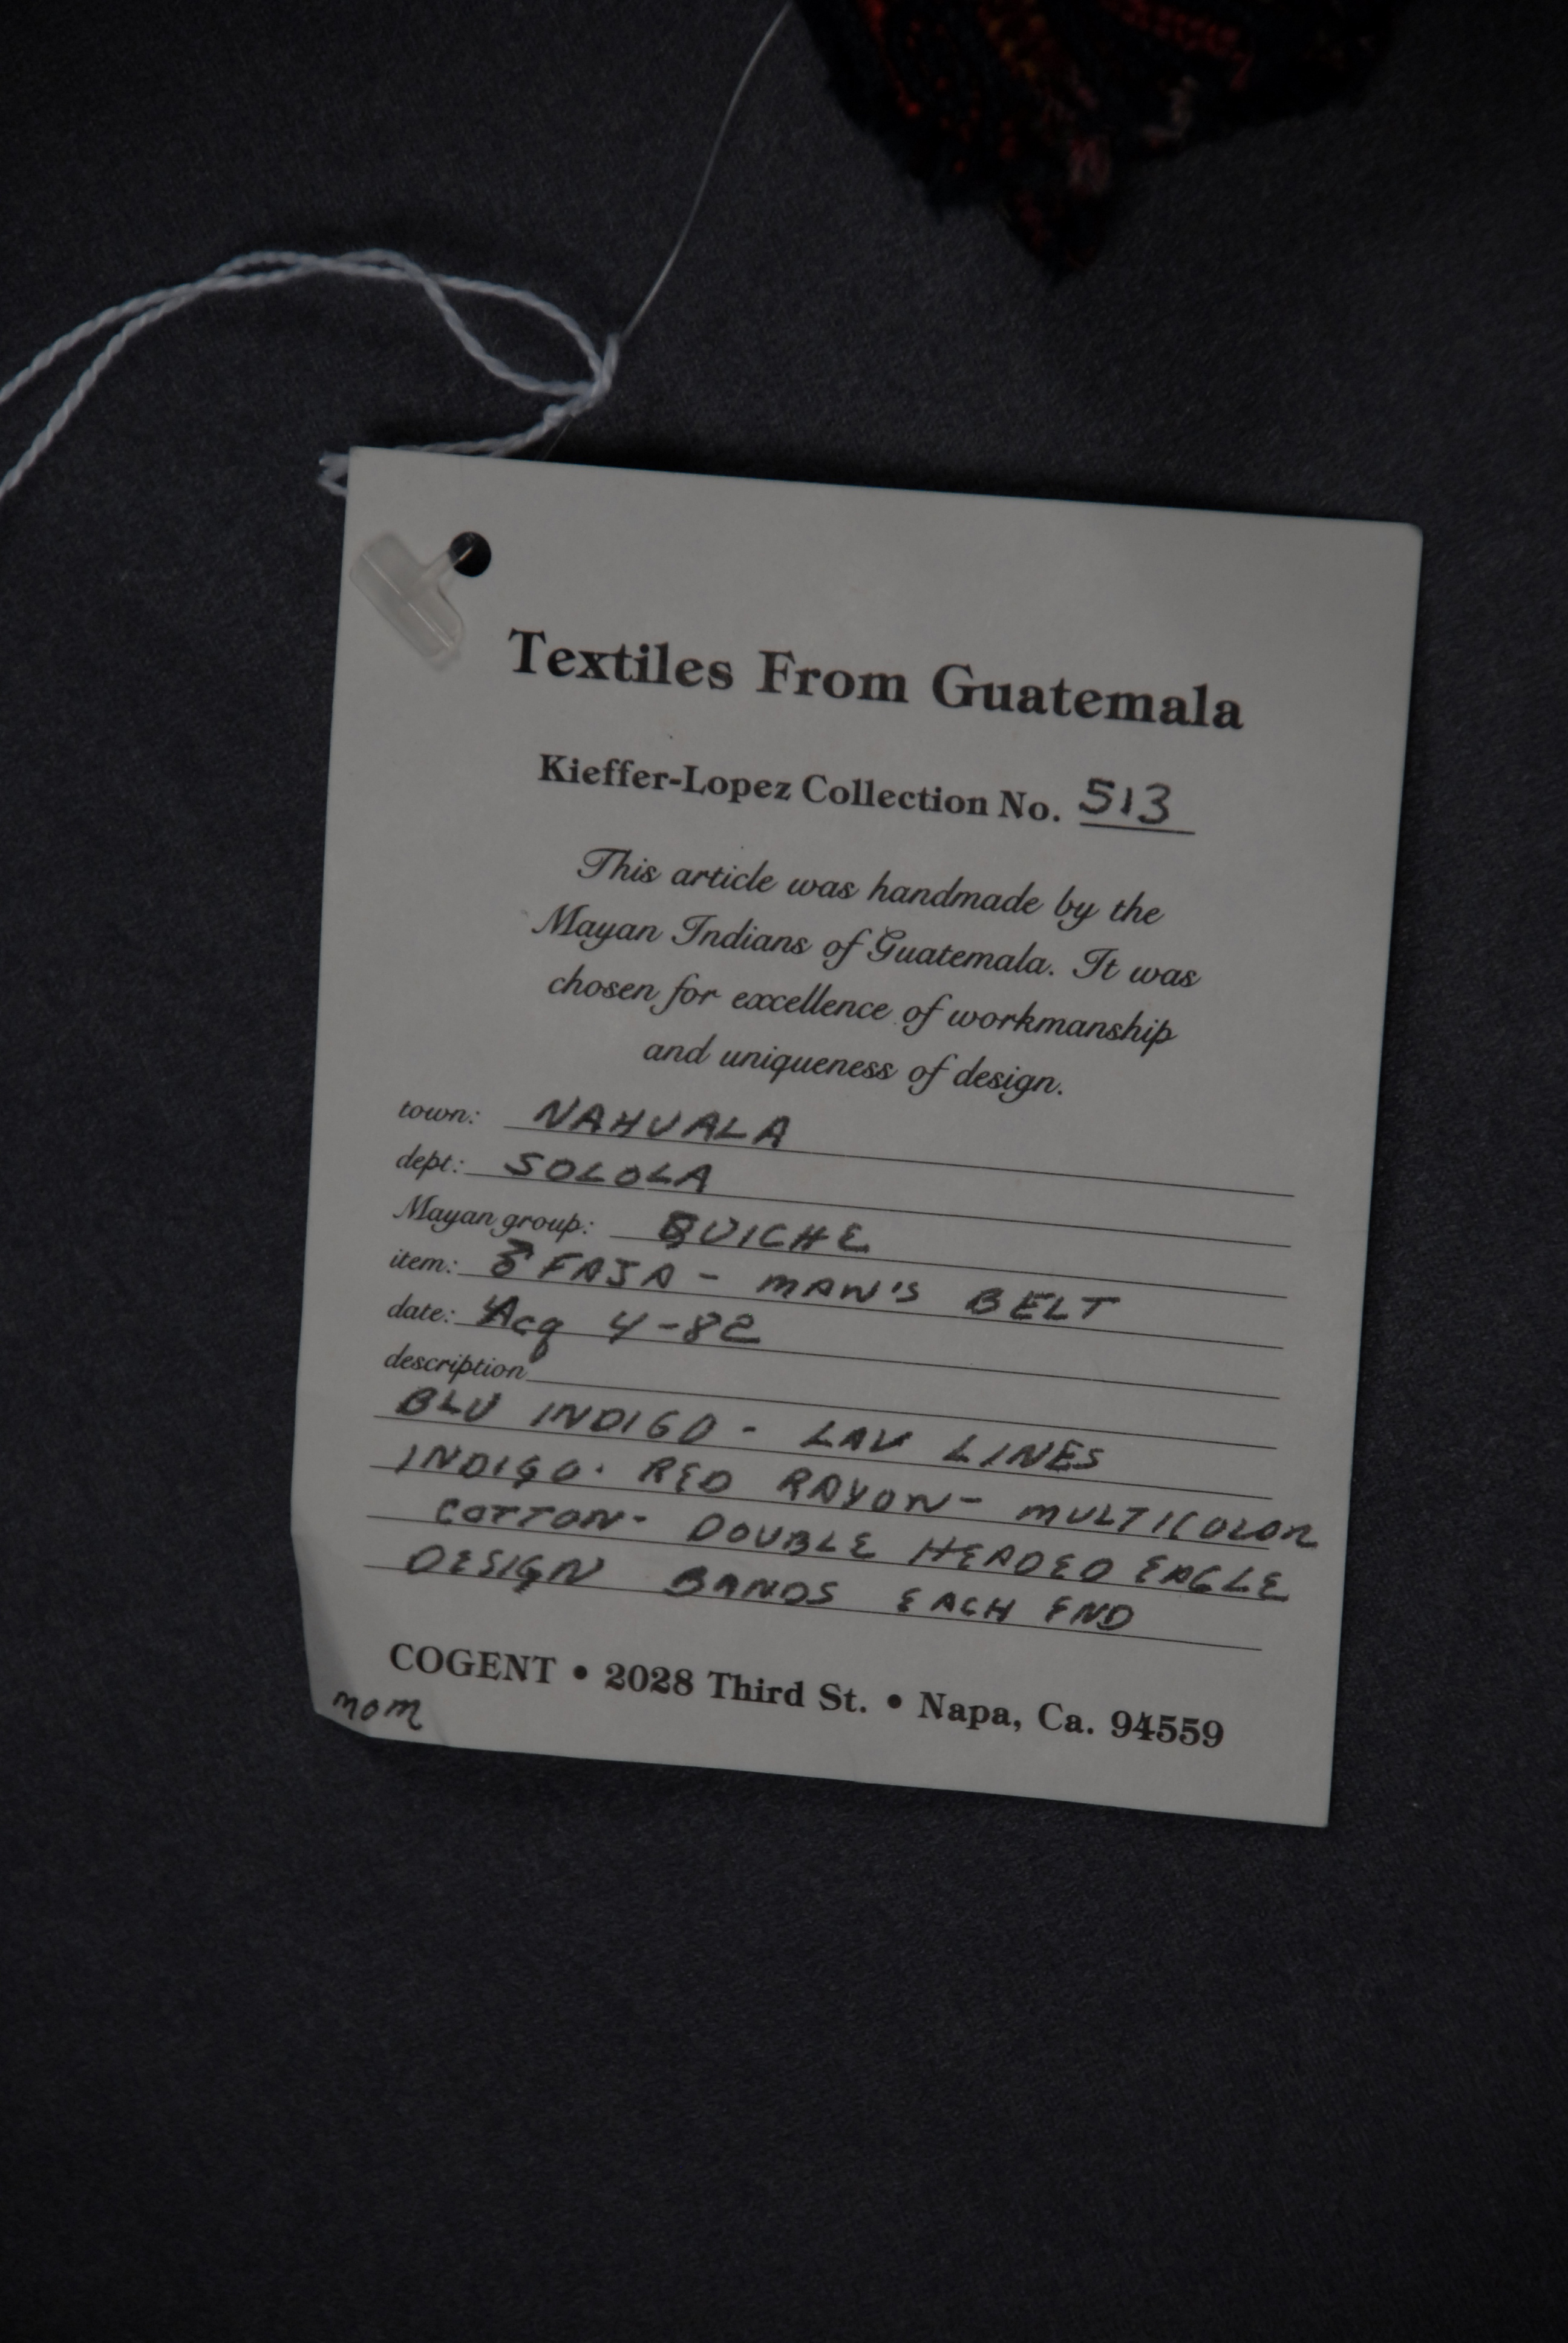 Textiles From Guatemala
Kieffer-Lopez Collection No. 513
This article was handmade by the
Mayan Indians of Guatemala. It was
chosen for excellence of workmanship
and uniqueness of design.
town: NAHUALA
dept: SOLOLA
Mayan group: QUICHE
item: ♂ FAJA - MAN'S BELT
date: Acq 4-82
description
BLU INDIGO - LAV LINES
INDIGO. RED RAYON - MULTICOLOR
COTTON - DOUBLE HEADED EAGLE
DESIGN BANDS EACH END
COGENT • 2028 Third St. • Napa, Ca. 94559
mom